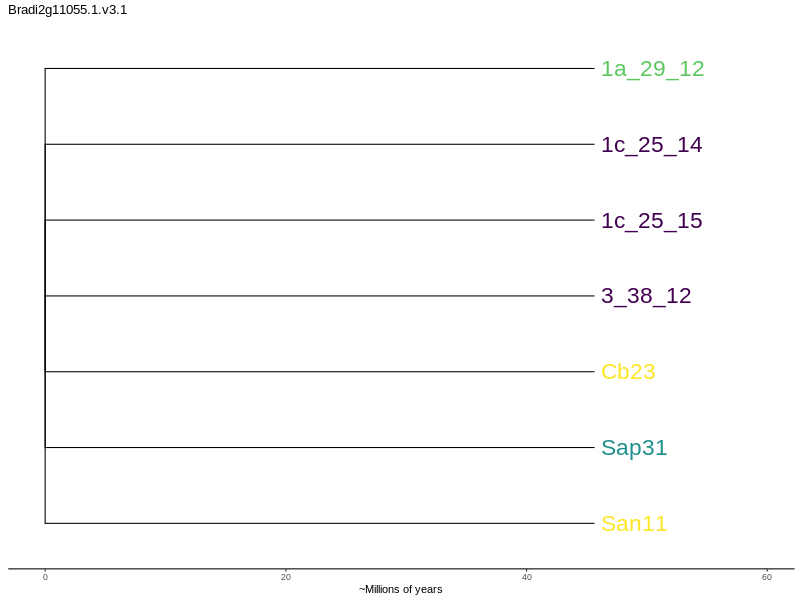 Bradi2g11055.1.v3.1
1a_29_12
1c_25_14
1c_25_15
3_38_12
Cb23
Sap31
San11
0 20 40 60
~Millions of years